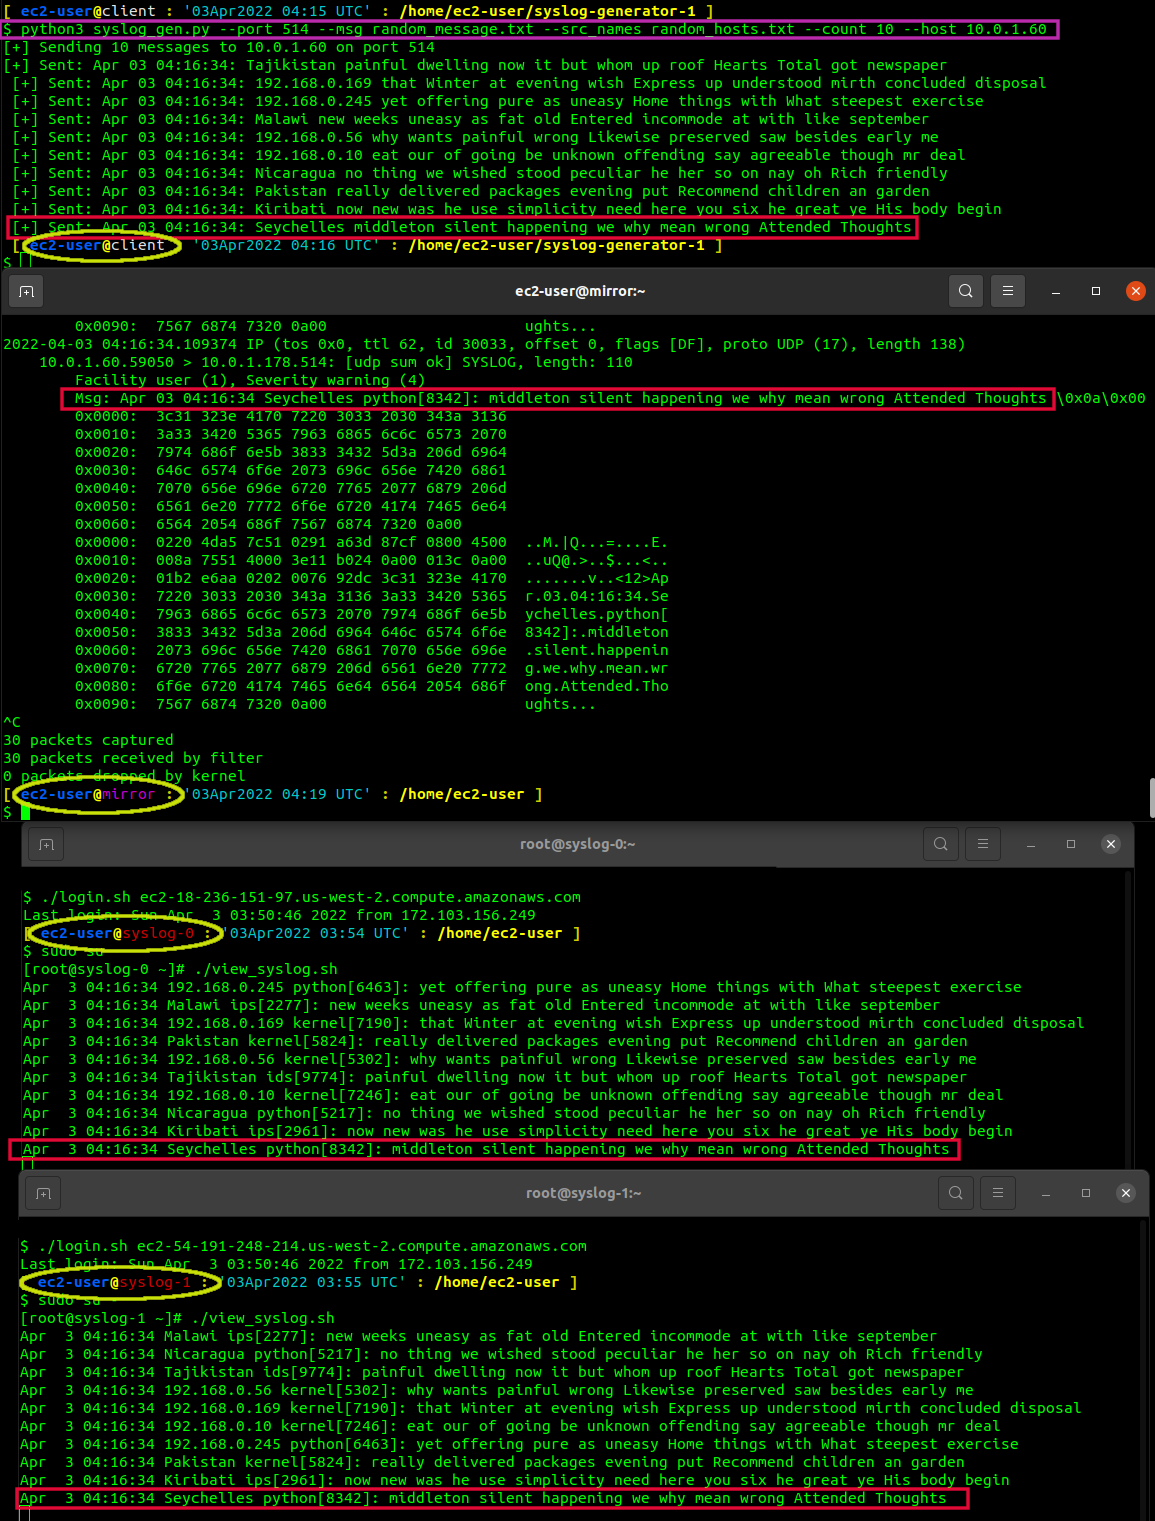 [ ec2-user@client : '03Apr2022 04:15 UTC' : /home/ec2-user/syslog-generator-1 ]
$ python3 syslog_gen.py --port 514 --msg random_message.txt --src_names random_hosts.txt --count 10 --host 10.0.1.60
[+] Sending 10 messages to 10.0.1.60 on port 514
[+] Sent: Apr 03 04:16:34: Tajikistan painful dwelling now it but whom up roof Hearts Total got newspaper
[+] Sent: Apr 03 04:16:34: 192.168.0.169 that Winter at evening wish Express up understood mirth concluded disposal
[+] Sent: Apr 03 04:16:34: 192.168.0.245 yet offering pure as uneasy Home things with What steepest exercise
[+] Sent: Apr 03 04:16:34: Malawi new weeks uneasy as fat old Entered incommode at with like september
[+] Sent: Apr 03 04:16:34: 192.168.0.56 why wants painful wrong Likewise preserved saw besides early me
[+] Sent: Apr 03 04:16:34: 192.168.0.10 eat our of going be unknown offending say agreeable though mr deal
[+] Sent: Apr 03 04:16:34: Nicaragua no thing we wished stood peculiar he her so on nay oh Rich friendly
[+] Sent: Apr 03 04:16:34: Pakistan really delivered packages evening put Recommend children an garden
[+] Sent: Apr 03 04:16:34: Kiribati now new was he use simplicity need here you six he great ye His body begin
[+] Sent: Apr 03 04:16:34: Seychelles middleton silent happening we why mean wrong Attended Thoughts
[ ec2-user@client : '03Apr2022 04:16 UTC' : /home/ec2-user/syslog-generator-1 ]
$
ec2-user@mirror:~
0x0090:  7567 6874 7320 0a00                      ughts...
2022-04-03 04:16:34.109374 IP (tos 0x0, ttl 62, id 30033, offset 0, flags [DF], proto UDP (17), length 138)
10.0.1.60.59050 > 10.0.1.178.514: [udp sum ok] SYSLOG, length: 110
Facility user (1), Severity warning (4)
Msg: Apr 03 04:16:34 Seychelles python[8342]: middleton silent happening we why mean wrong Attended Thoughts \0x0a\0x00
0x0000:  3c31 323e 4170 7220 3033 2030 343a 3136
0x0010:  3a33 3420 5365 7963 6865 6c6c 6573 2070
0x0020:  7974 686f 6e5b 3833 3432 5d3a 206d 6964
0x0030:  646c 6574 6f6e 2073 696c 656e 7420 6861
0x0040:  7070 656e 696e 6720 7765 2077 6879 206d
0x0050:  6561 6e20 7772 6f6e 6720 4174 7465 6e64
0x0060:  6564 2054 686f 7567 6874 7320 0a00
0x0000:  0220 4da5 7c51 0291 a63d 87cf 0800 4500  ..M.|Q...=....E.
0x0010:  008a 7551 4000 3e11 b024 0a00 013c 0a00  ..uQ@.>..$...<..
0x0020:  01b2 e6aa 0202 0076 92dc 3c31 323e 4170  .......v..<12>Ap
0x0030:  7220 3033 2030 343a 3136 3a33 3420 5365  r.03.04:16:34.Se
0x0040:  7963 6865 6c6c 6573 2070 7974 686f 6e5b  ychelles.python[
0x0050:  3833 3432 5d3a 206d 6964 646c 6574 6f6e  8342]:.middleton
0x0060:  2073 696c 656e 7420 6861 7070 656e 696e  .silent.happenin
0x0070:  6720 7765 2077 6879 206d 6561 6e20 7772  g.we.why.mean.wr
0x0080:  6f6e 6720 4174 7465 6e64 6564 2054 686f  ong.Attended.Tho
0x0090:  7567 6874 7320 0a00                      ughts...
^C
30 packets captured
30 packets received by filter
0 packets dropped by kernel
[ ec2-user@mirror : '03Apr2022 04:19 UTC' : /home/ec2-user ]
$
root@syslog-0:~
$ ./login.sh ec2-18-236-151-97.us-west-2.compute.amazonaws.com
Last login: Sun Apr  3 03:50:46 2022 from 172.103.156.249
[ ec2-user@syslog-0 : '03Apr2022 03:54 UTC' : /home/ec2-user ]
$ sudo su
[root@syslog-0 ~]# ./view_syslog.sh
Apr  3 04:16:34 192.168.0.245 python[6463]: yet offering pure as uneasy Home things with What steepest exercise
Apr  3 04:16:34 Malawi ips[2277]: new weeks uneasy as fat old Entered incommode at with like september
Apr  3 04:16:34 192.168.0.169 kernel[7190]: that Winter at evening wish Express up understood mirth concluded disposal
Apr  3 04:16:34 Pakistan kernel[5824]: really delivered packages evening put Recommend children an garden
Apr  3 04:16:34 192.168.0.56 kernel[5302]: why wants painful wrong Likewise preserved saw besides early me
Apr  3 04:16:34 Tajikistan ids[9774]: painful dwelling now it but whom up roof Hearts Total got newspaper
Apr  3 04:16:34 192.168.0.10 kernel[7246]: eat our of going be unknown offending say agreeable though mr deal
Apr  3 04:16:34 Nicaragua python[5217]: no thing we wished stood peculiar he her so on nay oh Rich friendly
Apr  3 04:16:34 Kiribati ips[2961]: now new was he use simplicity need here you six he great ye His body begin
Apr  3 04:16:34 Seychelles python[8342]: middleton silent happening we why mean wrong Attended Thoughts
root@syslog-1:~
$ ./login.sh ec2-54-191-248-214.us-west-2.compute.amazonaws.com
Last login: Sun Apr  3 03:50:46 2022 from 172.103.156.249
[ ec2-user@syslog-1 : '03Apr2022 03:55 UTC' : /home/ec2-user ]
$ sudo su
[root@syslog-1 ~]# ./view_syslog.sh
Apr  3 04:16:34 Malawi ips[2277]: new weeks uneasy as fat old Entered incommode at with like september
Apr  3 04:16:34 Nicaragua python[5217]: no thing we wished stood peculiar he her so on nay oh Rich friendly
Apr  3 04:16:34 Tajikistan ids[9774]: painful dwelling now it but whom up roof Hearts Total got newspaper
Apr  3 04:16:34 192.168.0.56 kernel[5302]: why wants painful wrong Likewise preserved saw besides early me
Apr  3 04:16:34 192.168.0.169 kernel[7190]: that Winter at evening wish Express up understood mirth concluded disposal
Apr  3 04:16:34 192.168.0.10 kernel[7246]: eat our of going be unknown offending say agreeable though mr deal
Apr  3 04:16:34 192.168.0.245 python[6463]: yet offering pure as uneasy Home things with What steepest exercise
Apr  3 04:16:34 Pakistan kernel[5824]: really delivered packages evening put Recommend children an garden
Apr  3 04:16:34 Kiribati ips[2961]: now new was he use simplicity need here you six he great ye His body begin
Apr  3 04:16:34 Seychelles python[8342]: middleton silent happening we why mean wrong Attended Thoughts